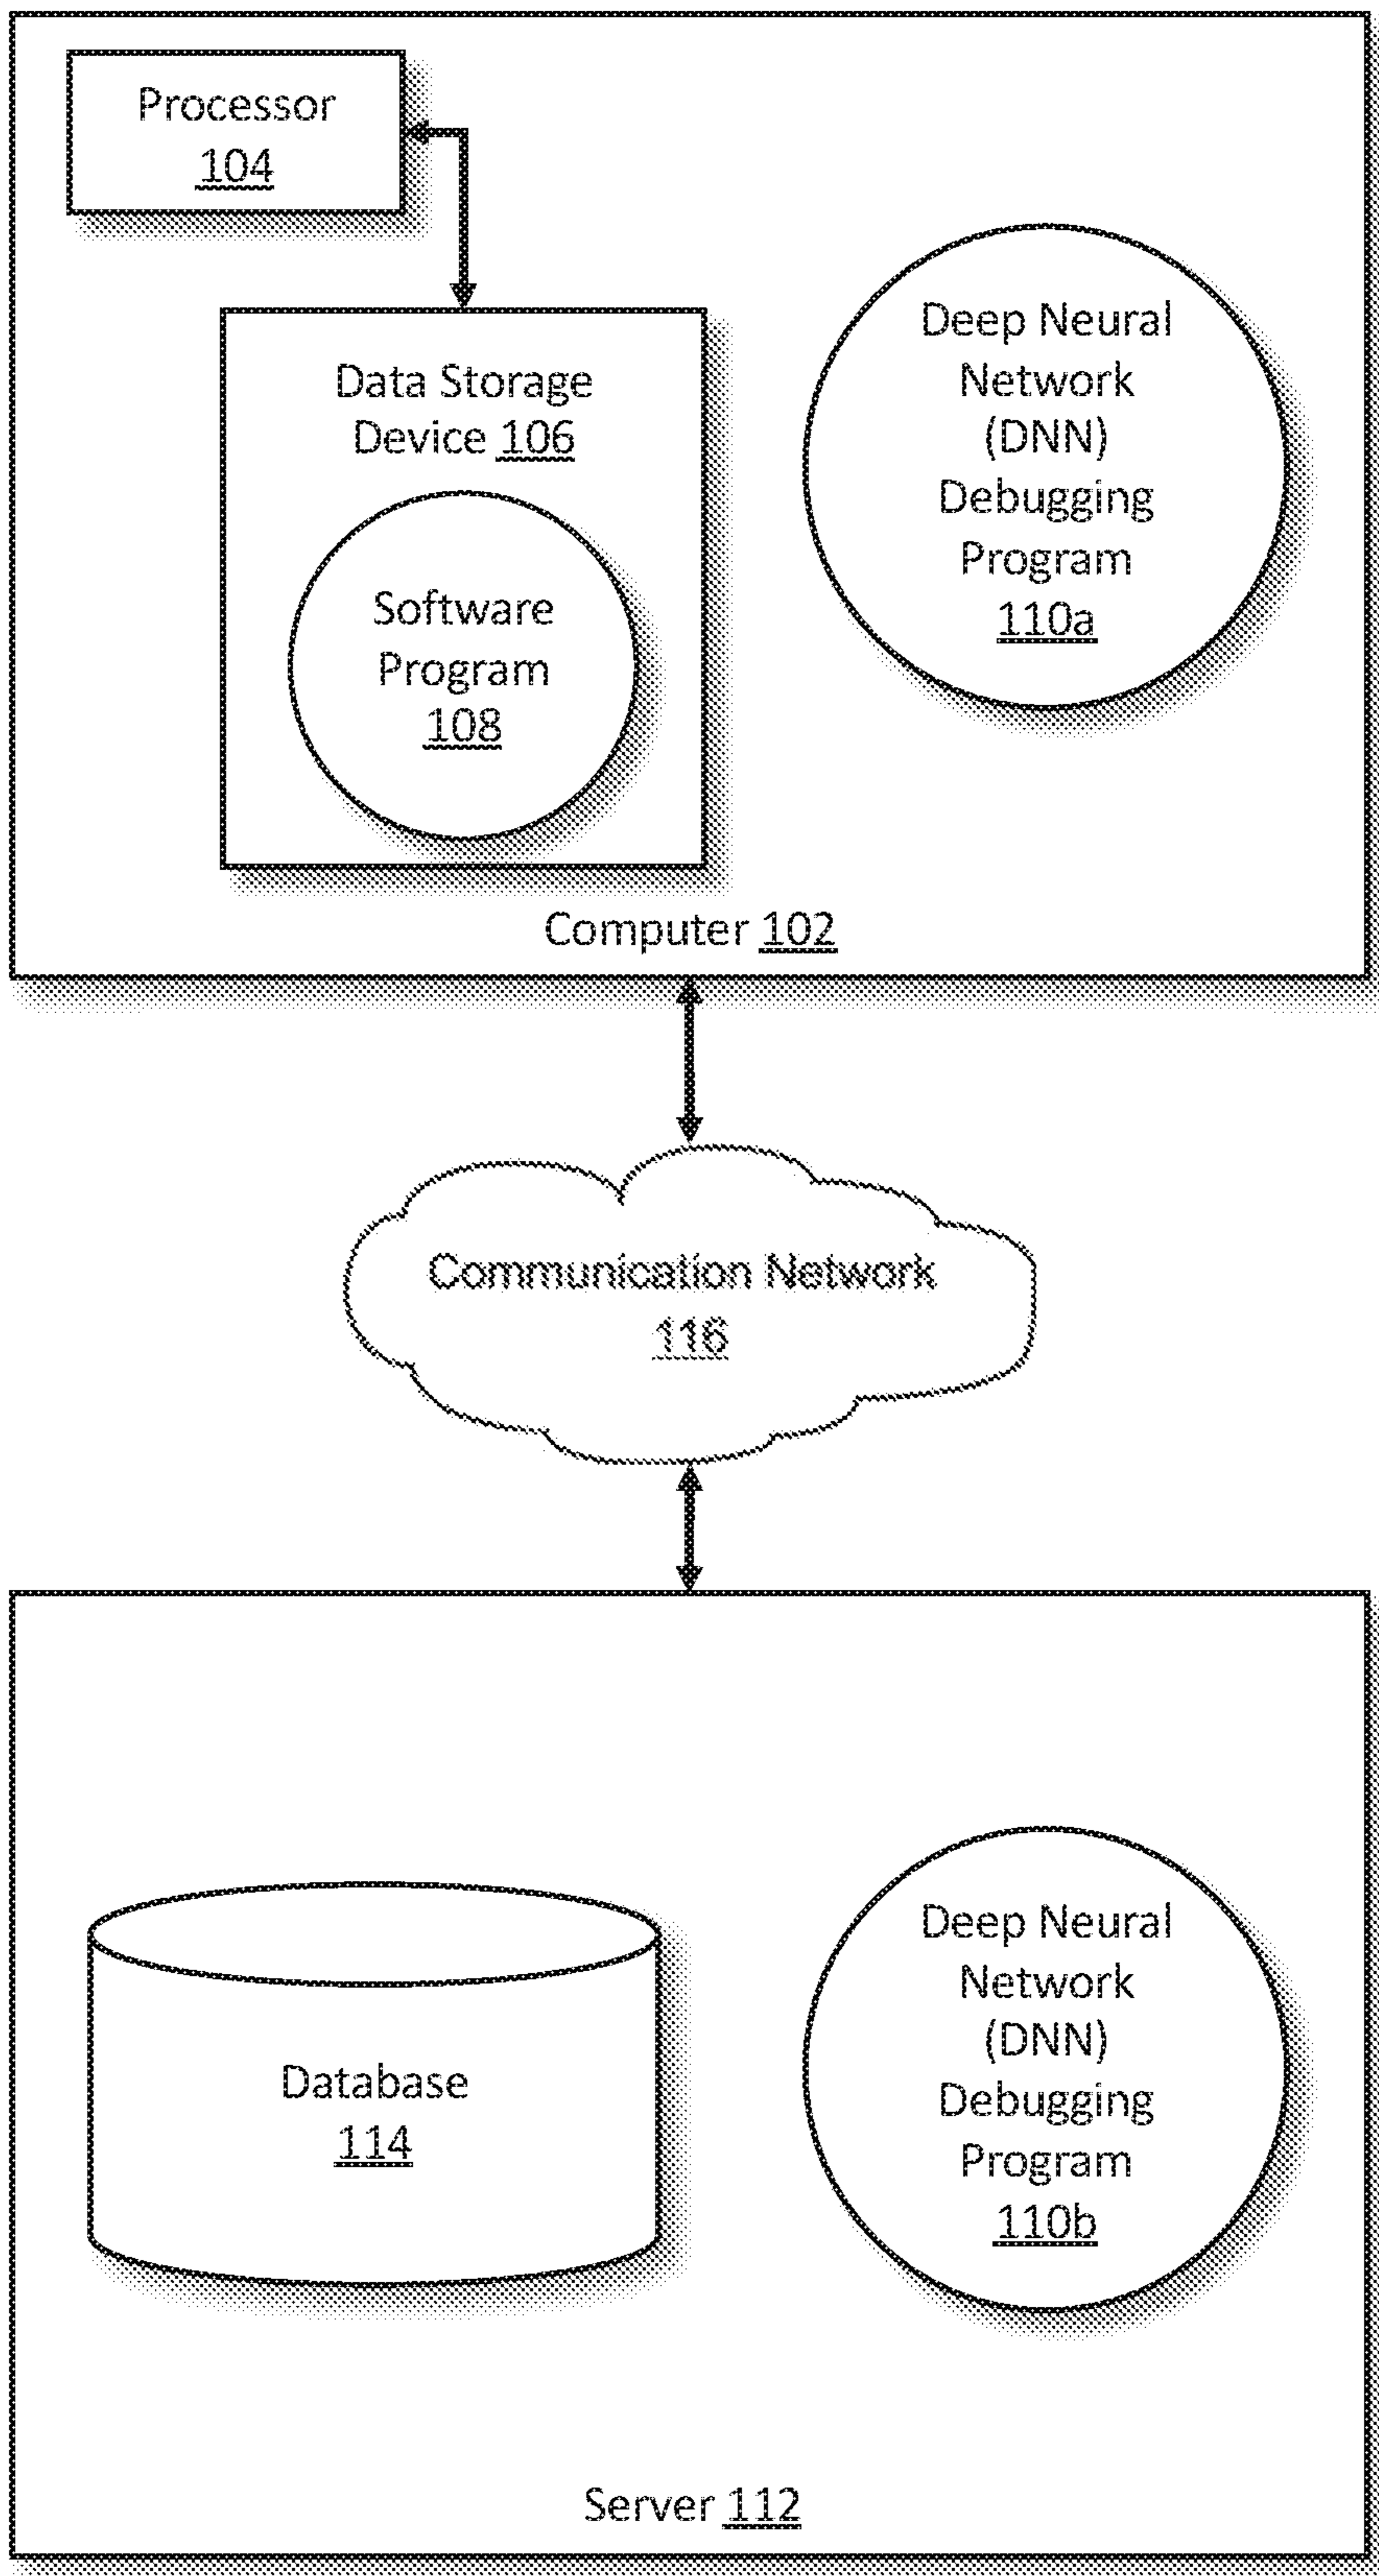 Processor
104
Deep Neural
Network
(DNN)
Debugging
Program
110a
Data Storage
Device 106
Software
Program
108
Computer 102
Communication Network
116
Database
114
Deep Neural
Network
(DNN)
Debugging
Program
110b
Server 112